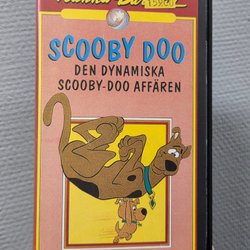 SCOOBY DOO
DEN DYNAMISKA
SCOOBY-DOO AFFÄREN